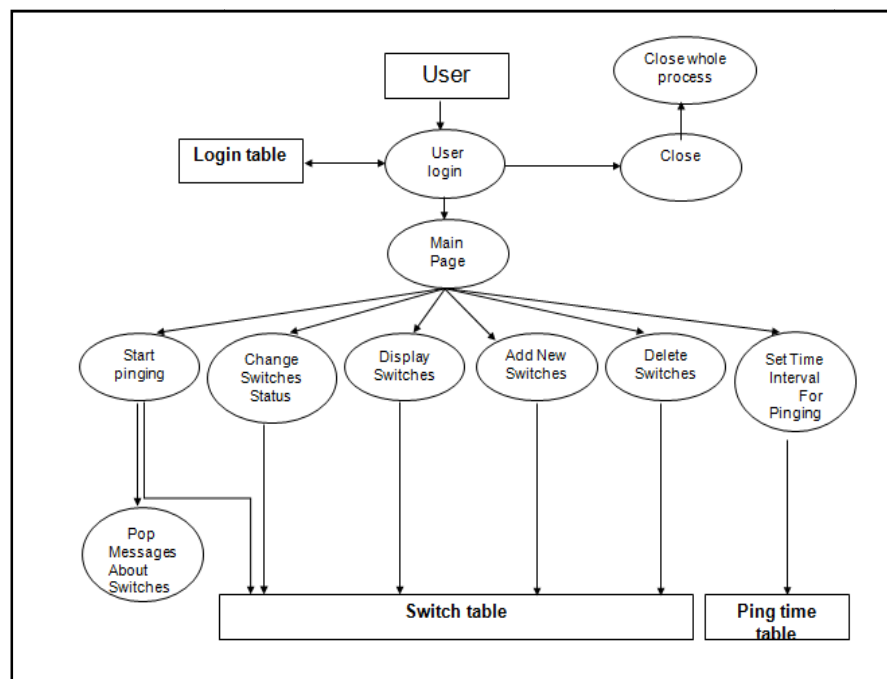 User
Close whole
process
Login table
User
login
Close
Main
Page
Start
pinging
Change
Switches
Status
Display
Switches
Add New
Switches
Delete
Switches
Set Time
Interval
For
Pinging
Pop
Messages
About
Switches
Switch table
Ping time
table